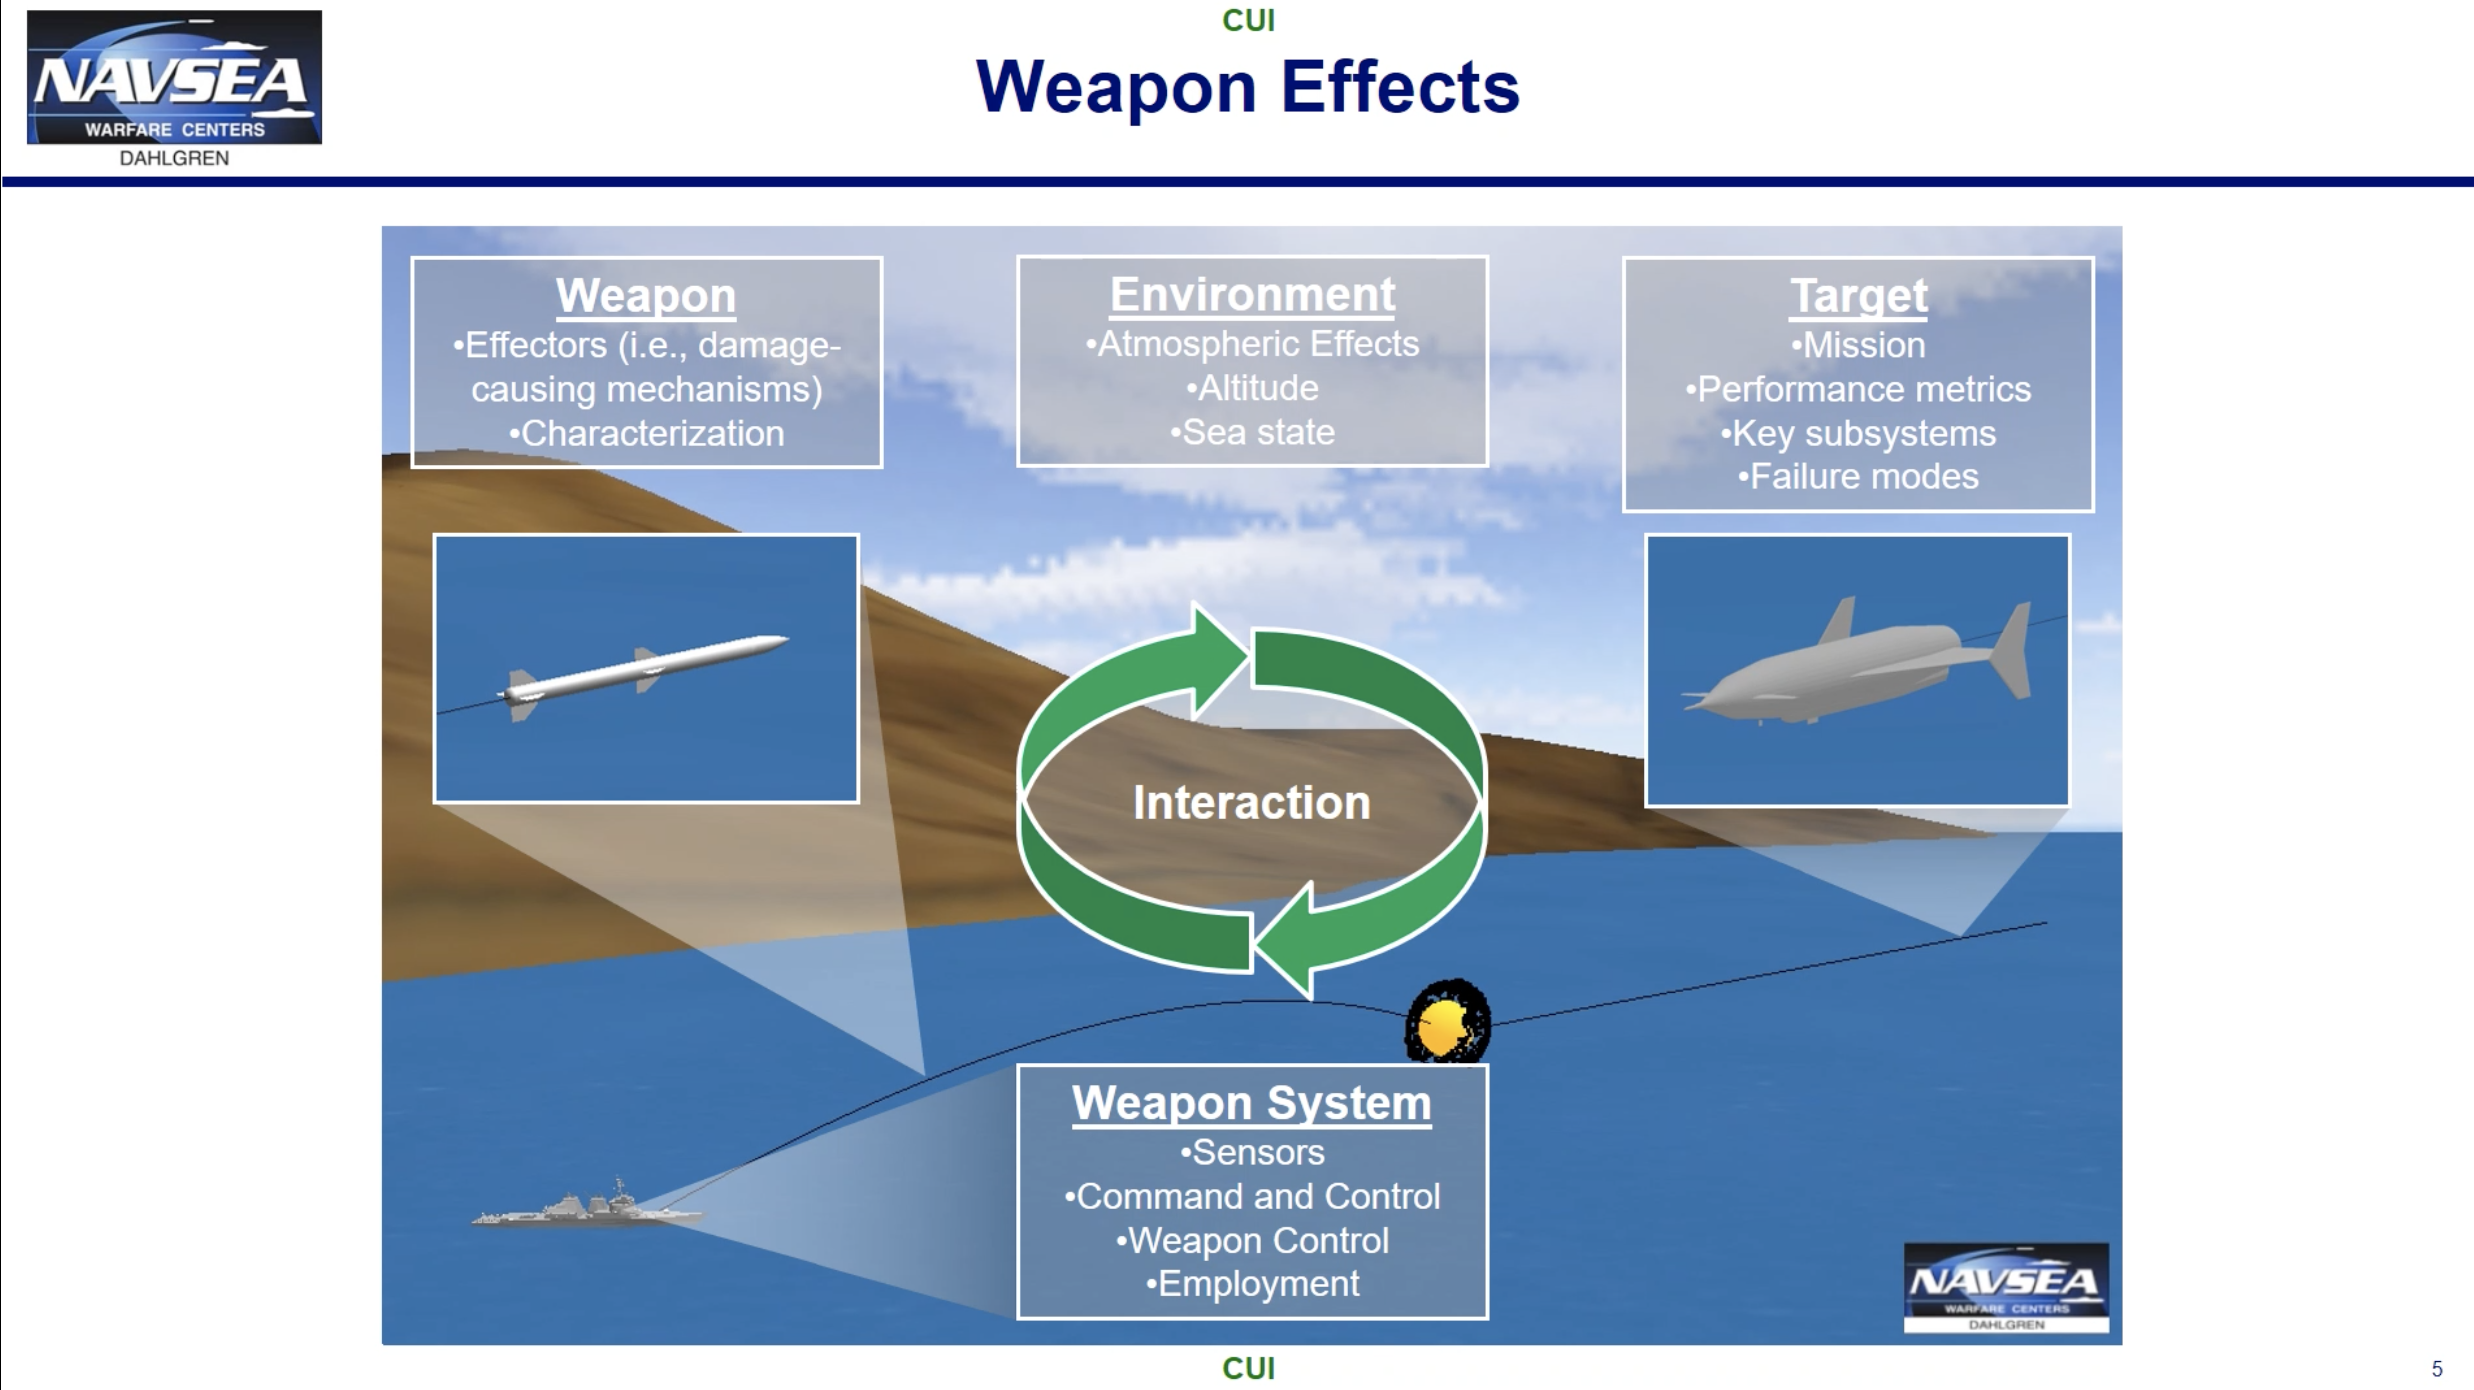 CUI
NAVSEA
WARFARE CENTERS
DAHLGREN
Weapon Effects
Weapon
•Effectors (i.e., damage-
causing mechanisms)
•Characterization
Environment
•Atmospheric Effects
•Altitude
•Sea state
Target
•Mission
•Performance metrics
•Key subsystems
•Failure modes
Interaction
Weapon System
•Sensors
•Command and Control
•Weapon Control
•Employment
NAVSEA
WARFARE CENTERS
DAHLGREN
CUI
5